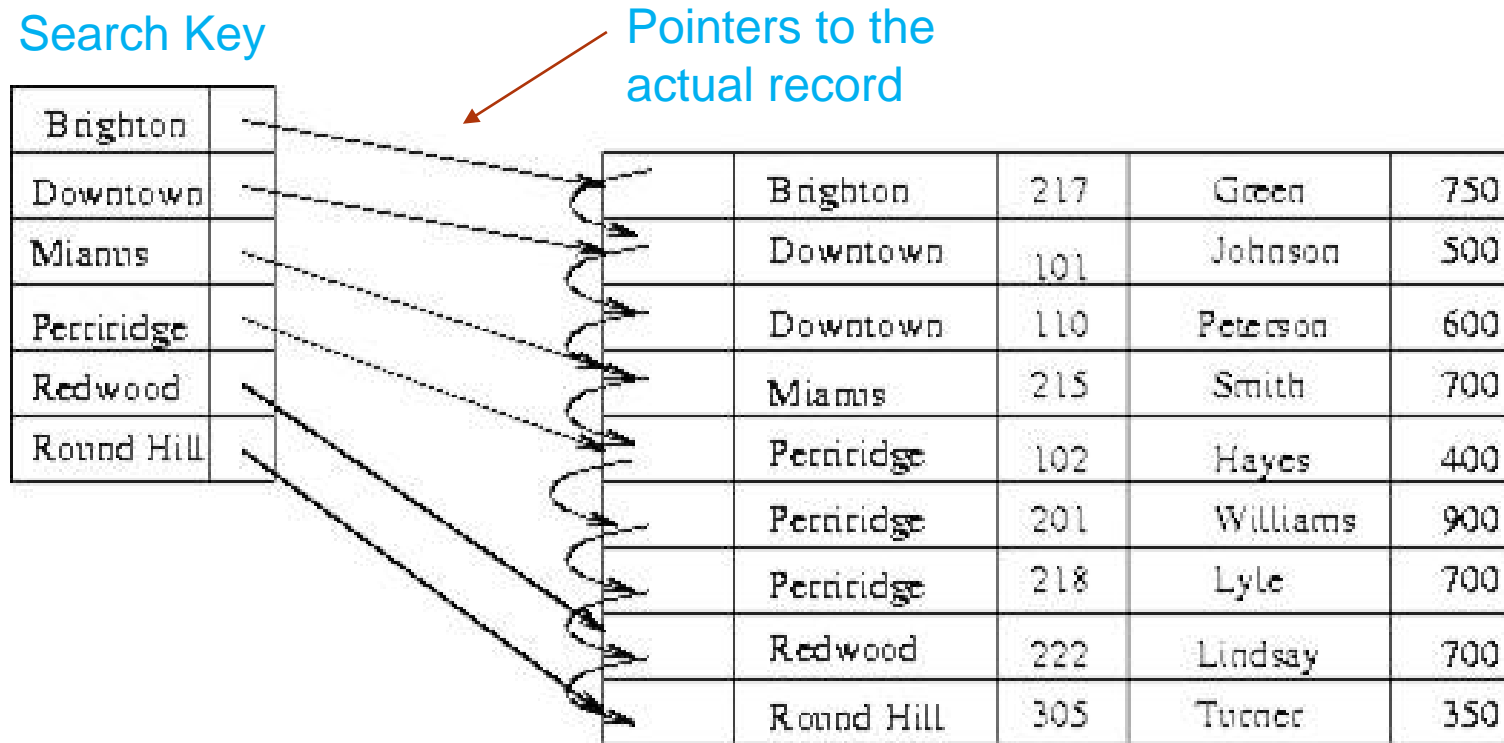 Search Key
Pointers to the
actual record
Brighton
Downtown
Mianus
Perriridge
Redwood
Round Hill
Brighton 217 Green 750
Downtown 101 Johnson 500
Downtown 110 Peterson 600
Mianus 215 Smith 700
Perriridge 102 Hayes 400
Perriridge 201 Williams 900
Perriridge 218 Lyle 700
Redwood 222 Lindsay 700
Round Hill 305 Turner 350